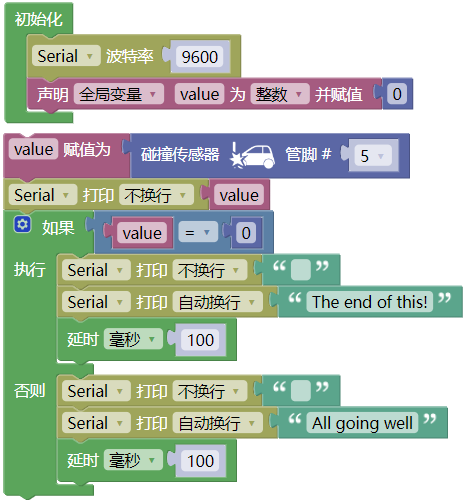 初始化
Serial 波特率 9600
声明 全局变量 value 为 整数 并赋值 0
value 赋值为 碰撞传感器 管脚 # 5
Serial 打印 不换行 value
如果 value = 0
执行 Serial 打印 不换行 “ ”
Serial 打印 自动换行 “ The end of this! ”
延时 毫秒 100
否则 Serial 打印 不换行 “ ”
Serial 打印 自动换行 “ All going well ”
延时 毫秒 100